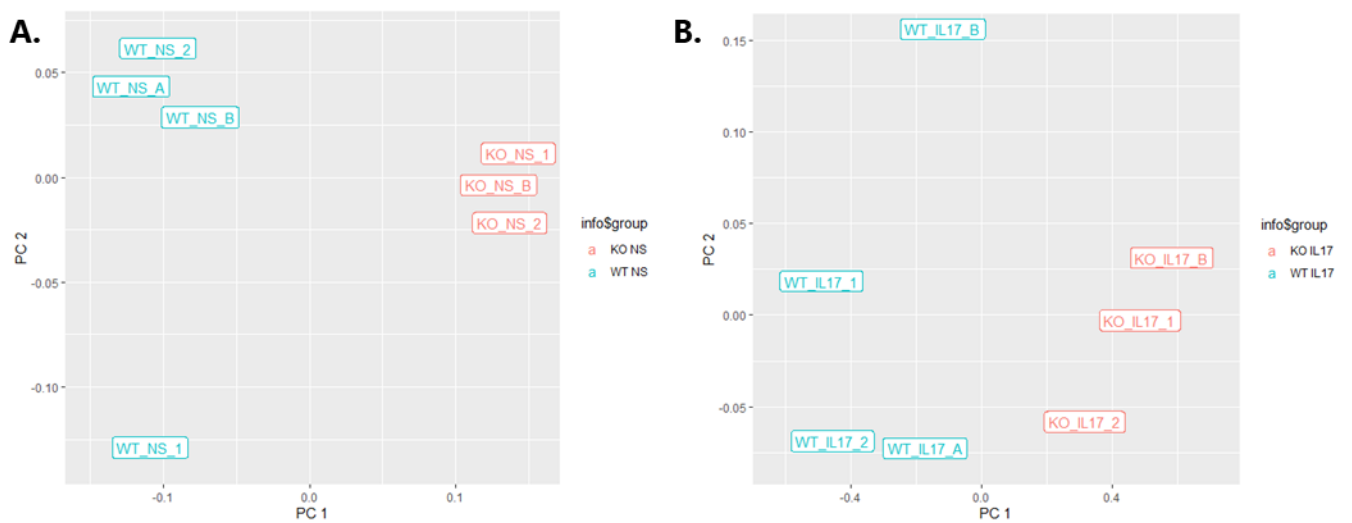 A.
WT_NS_2
WT_NS_A
WT_NS_B
KO_NS_1
KO_NS_B
KO_NS_2
WT_NS_1
0.05
0.00
-0.05
-0.10
PC 2
-0.1
0.0
0.1
PC 1
info$group
a KO NS
a WT NS
B.
WT_IL17_B
WT_IL17_1
KO_IL17_B
KO_IL17_1
KO_IL17_2
WT_IL17_2
WT_IL17_A
0.15
0.10
0.05
0.00
-0.05
PC 2
-0.4
0.0
0.4
PC 1
info$group
a KO IL17
a WT IL17